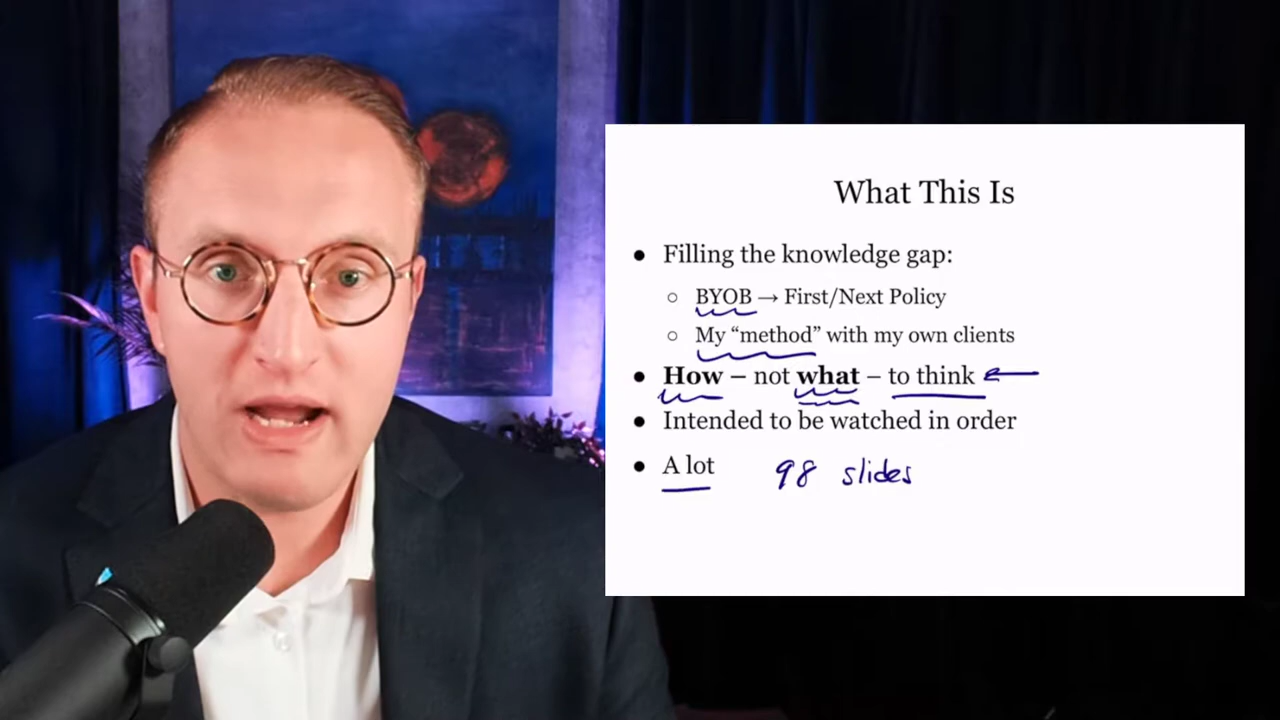 What This Is
● Filling the knowledge gap:
○ BYOB → First/Next Policy
○ My “method” with my own clients
● How – not what – to think ←
● Intended to be watched in order
● A lot 98 slides